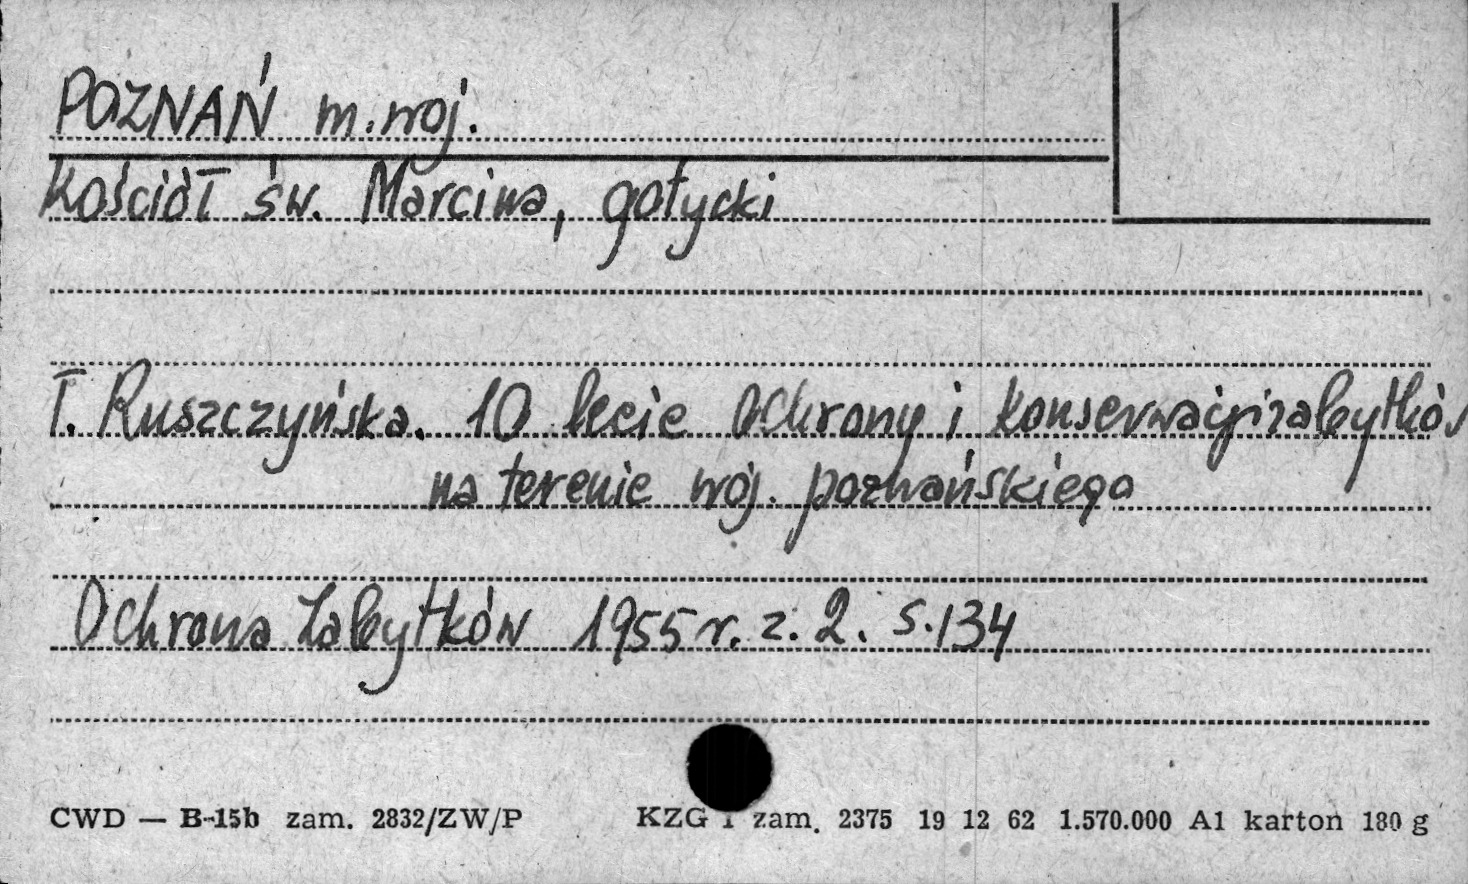 POZNAŃ m. woj.
Kościół św. Marcina, gotycki
T. Ruszczyńska. 10 lecie Ochrony i konserwacji zabytków
na terenie woj. poznańskiego
Ochrona Zabytków 1955 r. z. 2. s. 134
CWD — B-15b zam. 2832/ZW/P KZG 1 zam. 2375 19 12 62 1.570.000 A1 karton 180 g